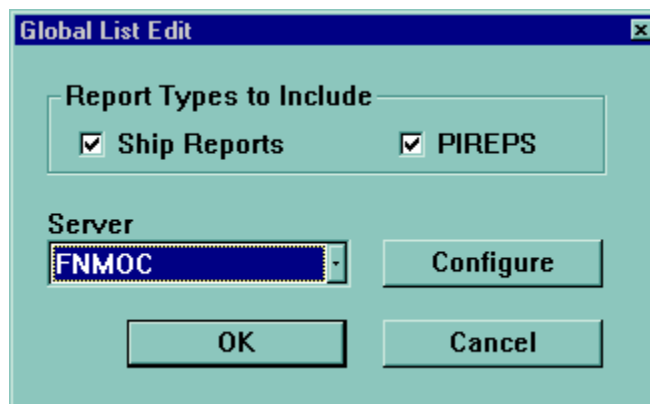 Global List Edit
Report Types to Include
Ship Reports PIREPS
Server
FNMOC Configure
OK Cancel